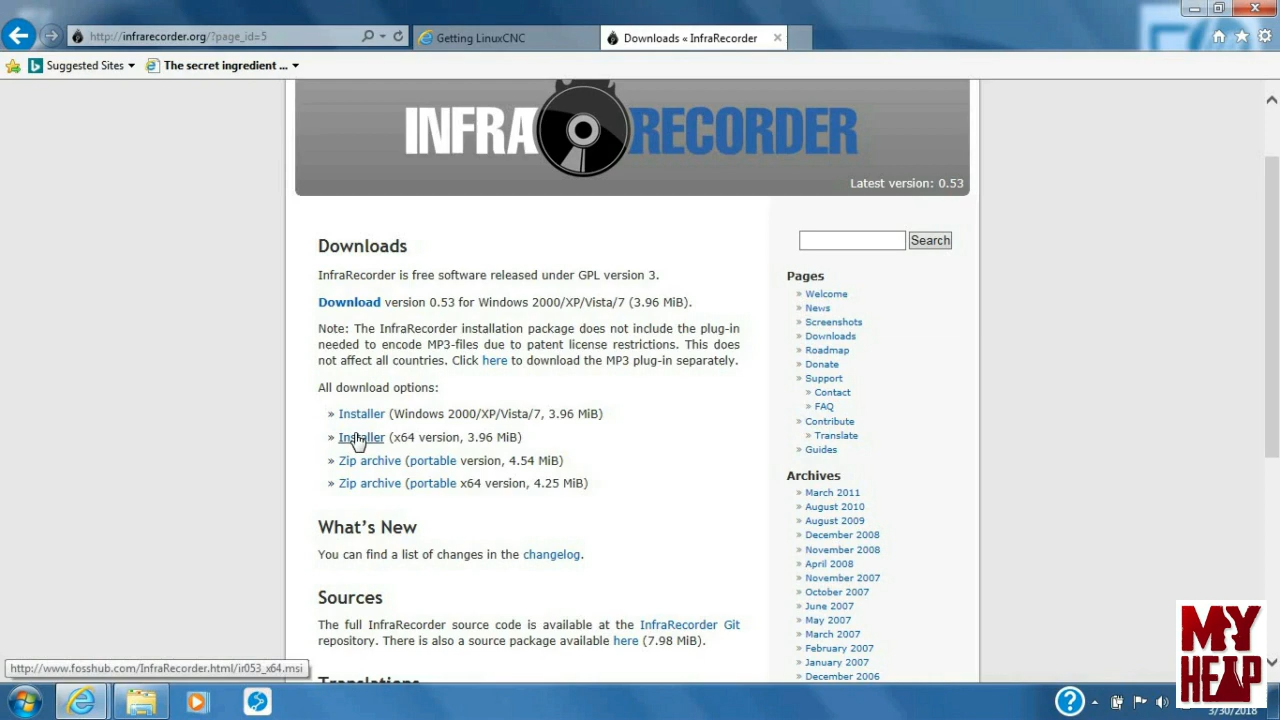 http://infrarecorder.org/?page_id=5
Getting LinuxCNC
Downloads « InfraRecorder
Suggested Sites
The secret ingredient ...
INFRARECORDER
Latest version: 0.53
Downloads
InfraRecorder is free software released under GPL version 3.
Download version 0.53 for Windows 2000/XP/Vista/7 (3.96 MiB).
Note: The InfraRecorder installation package does not include the plug-in
needed to encode MP3-files due to patent license restrictions. This does
not affect all countries. Click here to download the MP3 plug-in separately.
All download options:
» Installer (Windows 2000/XP/Vista/7, 3.96 MiB)
» Installer (x64 version, 3.96 MiB)
» Zip archive (portable version, 4.54 MiB)
» Zip archive (portable x64 version, 4.25 MiB)
What's New
You can find a list of changes in the changelog.
Sources
The full InfraRecorder source code is available at the InfraRecorder Git
repository. There is also a source package available here (7.98 MiB).
Translations
Search
Pages
» Welcome
» News
» Screenshots
» Downloads
» Roadmap
» Donate
» Support
» Contact
» FAQ
» Contribute
» Translate
» Guides
Archives
» March 2011
» August 2010
» August 2009
» December 2008
» November 2008
» April 2008
» November 2007
» October 2007
» June 2007
» May 2007
» March 2007
» February 2007
» January 2007
» December 2006
http://www.fosshub.com/InfraRecorder.html/ir053_x64.msi
MY
HEAP
3/30/2018